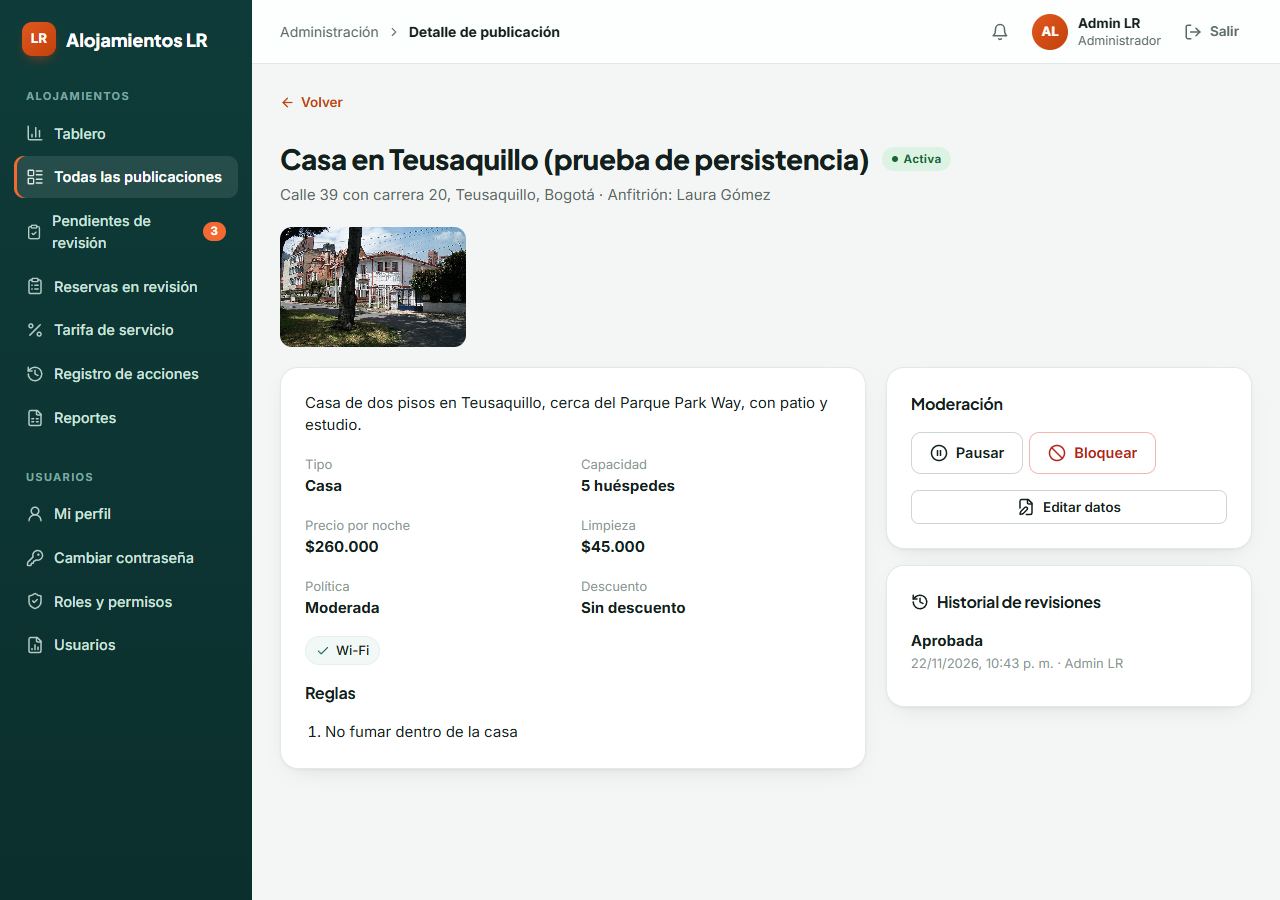 LR
Alojamientos LR
ALOJAMIENTOS
Tablero
Todas las publicaciones
Pendientes de
revisión
3
Reservas en revisión
Tarifa de servicio
Registro de acciones
Reportes
USUARIOS
Mi perfil
Cambiar contraseña
Roles y permisos
Usuarios
Administración
Detalle de publicación
AL
Admin LR
Administrador
Salir
Volver
Casa en Teusaquillo (prueba de persistencia)
Activa
Calle 39 con carrera 20, Teusaquillo, Bogotá · Anfitrión: Laura Gómez
Casa de dos pisos en Teusaquillo, cerca del Parque Park Way, con patio y
estudio.
Tipo
Casa
Capacidad
5 huéspedes
Precio por noche
$260.000
Limpieza
$45.000
Política
Moderada
Descuento
Sin descuento
Wi-Fi
Reglas
1. No fumar dentro de la casa
Moderación
Pausar
Bloquear
Editar datos
Historial de revisiones
Aprobada
22/11/2026, 10:43 p. m. · Admin LR